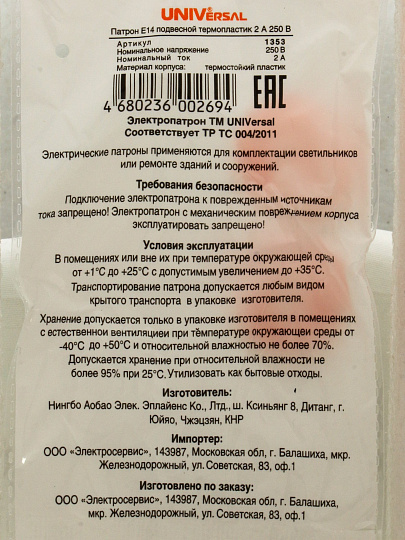 UNIVERSAL
Патрон Е14 подвесной термопластик 2 А 250 В
Артикул 1353
Номинальное напряжение 250 В
Номинальный ток 2 А
Материал корпуса: термостойкий пластик
4 680236 002694 ЕАС
Электропатрон ТМ UNIVersal
Соответствует ТР ТС 004/2011
Электрические патроны применяются для комплектации светильников
или ремонте зданий и сооружений.
Требования безопасности
Подключение электропатрона к поврежденным источникам
тока запрещено! Электропатрон с механическим повреждением корпуса
эксплуатировать запрещено!
Условия эксплуатации
В помещениях или вне их при температуре окружающей среды
от +1°С до +25°С с допустимым увеличением до +35°С.
Транспортирование патрона допускается любым видом
крытого транспорта в упаковке изготовителя.
Хранение допускается только в упаковке изготовителя в помещениях
с естественной вентиляцией при температуре окружающей среды от
-40°С до +50°С и относительной влажностью не более 70%.
Допускается хранение при относительной влажности не
более 95% при 25°С.Утилизовать как бытовые отходы.
Изготовитель:
Нингбо Аобао Элек. Эплайенс Ко., Лтд., ш. Ксиньянг 8, Дитанг, г.
Юйяо, Чжэцзян, КНР
Импортер:
ООО «Электросервис», 143987, Московская обл, г. Балашиха, мкр.
Железнодорожный, ул.Советская, 83, оф.1
Изготовлено по заказу:
ООО «Электросервис», 143987, Московская обл, г. Балашиха,
мкр. Железнодорожный, ул.Советская, 83, оф.1